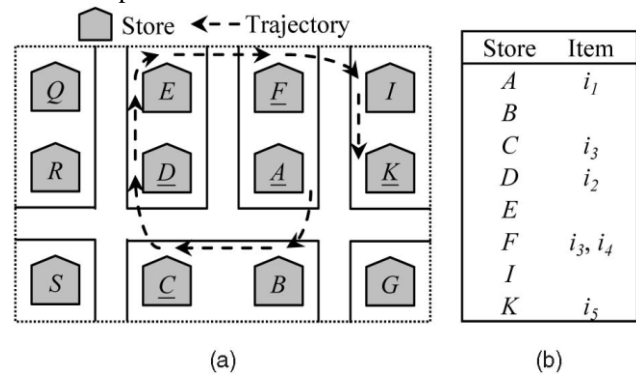 Store Trajectory
Q E F I
R D A K
S C B G
(a)
Store Item
A i1
B
C i3
D i2
E
F i3, i4
I
K i5
(b)